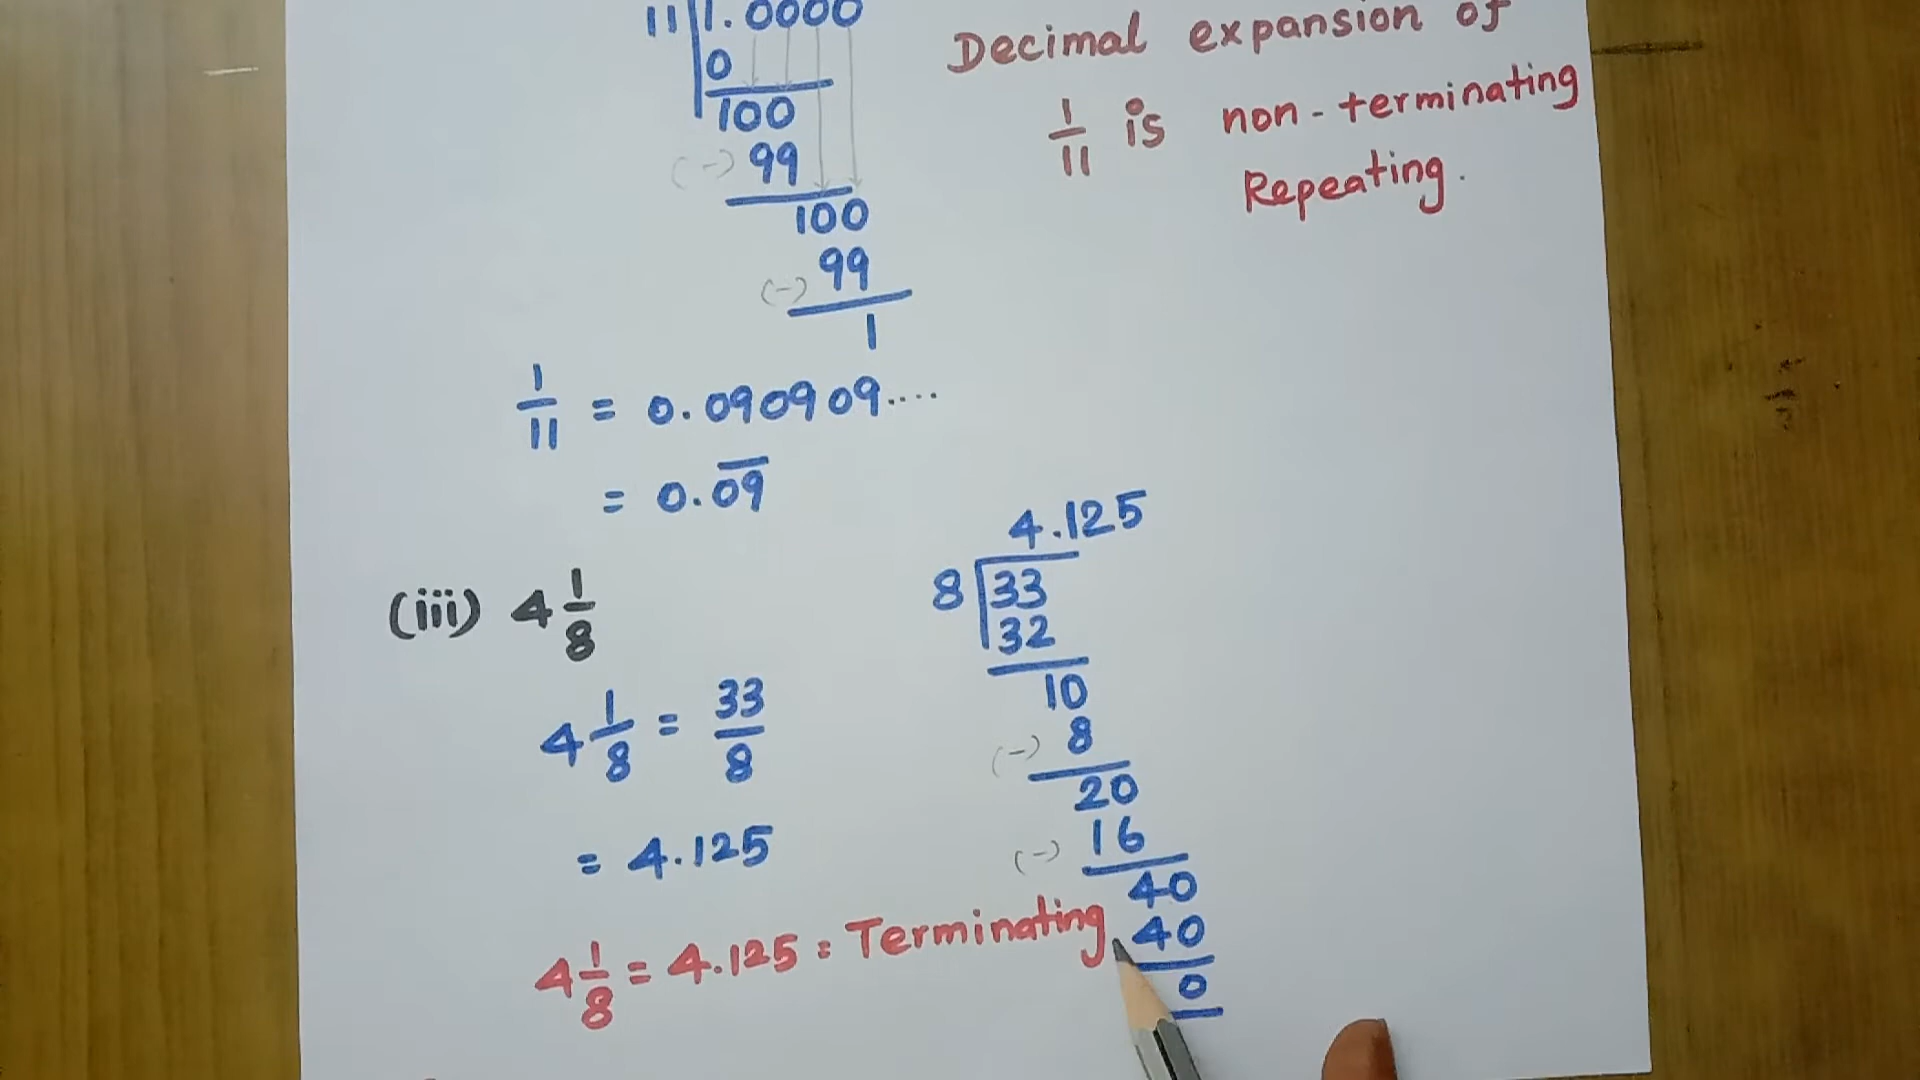 11 1.0000
0
100
(-) 99
100
(-) 99
1
Decimal expansion of
1/11 is non-terminating
Repeating.
1/11 = 0.090909....
= 0.0̅9̅
(iii) 4 1/8
4 1/8 = 33/8
= 4.125
4.125
8 33
32
10
(-) 8
20
(-) 16
40
40
0
4 1/8 = 4.125 = Terminating